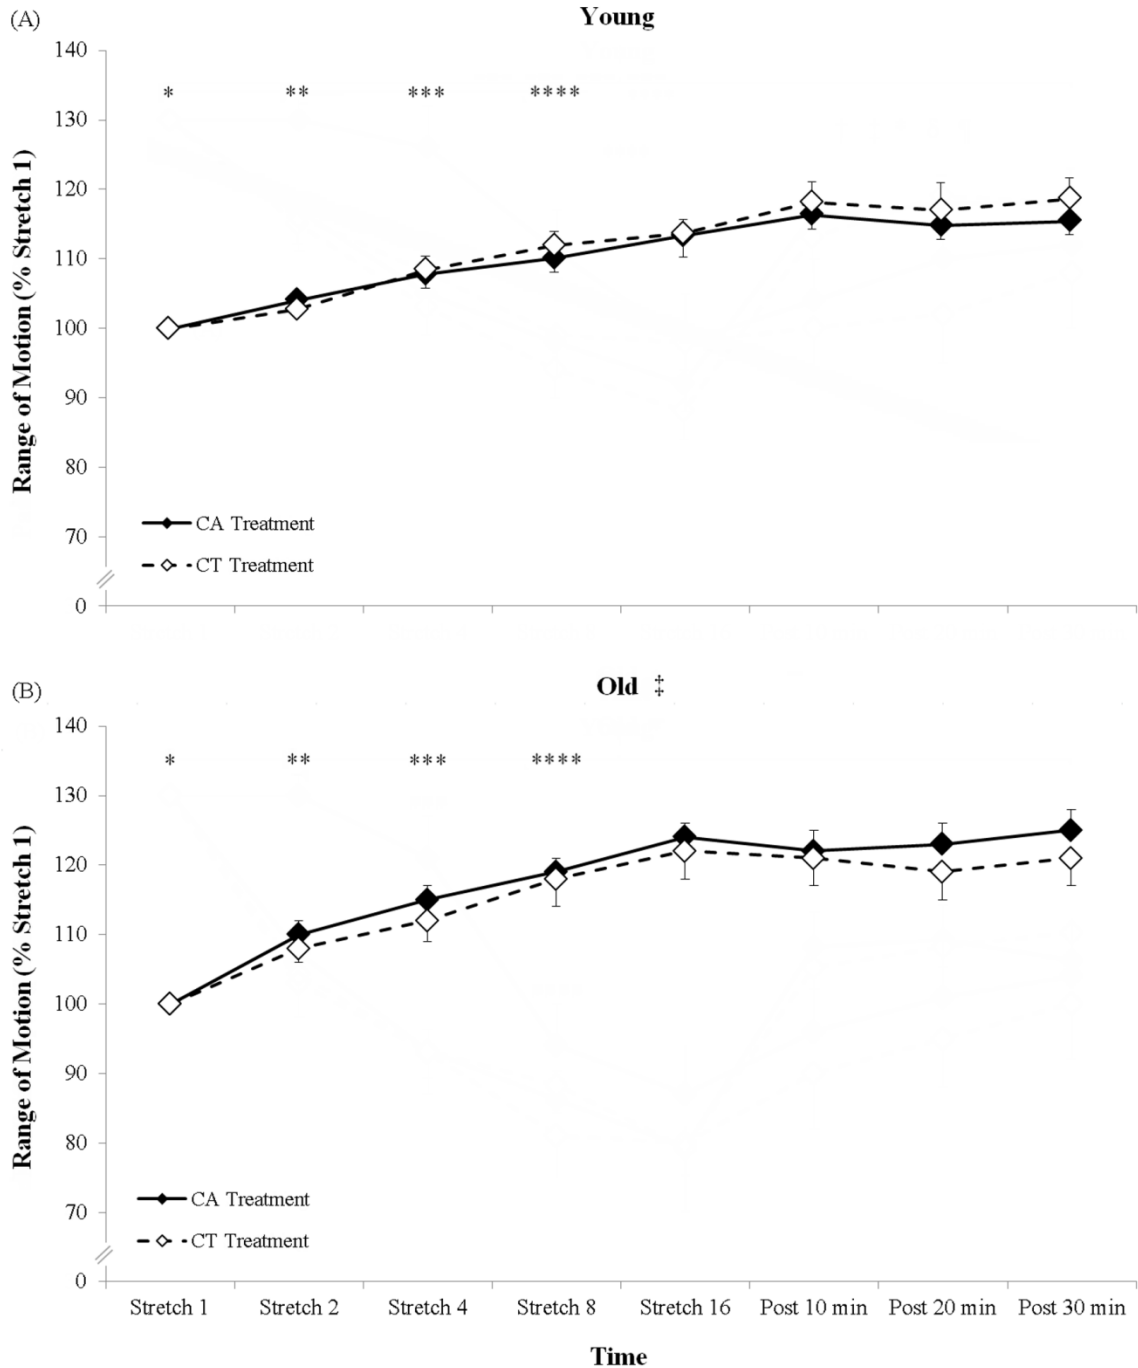 (A)
Young
Range of Motion (% Stretch 1)
140
130
120
110
100
90
80
70
0
* ** *** ****
CA Treatment
CT Treatment
(B)
Old ‡
Range of Motion (% Stretch 1)
140
130
120
110
100
90
80
70
0
* ** *** ****
CA Treatment
CT Treatment
Stretch 1 Stretch 2 Stretch 4 Stretch 8 Stretch 16 Post 10 min Post 20 min Post 30 min
Time